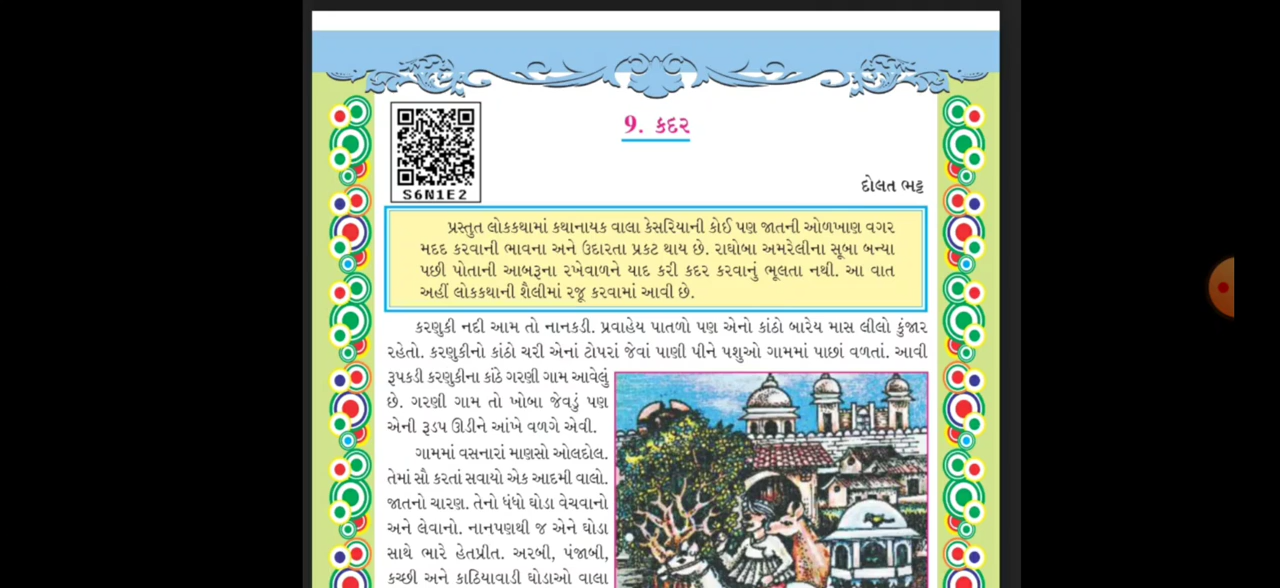 S6N1E2
9. કદર
દોલત ભટ્ટ
પ્રસ્તુત લોકકથામાં કથાનાયક વાલા કેસરિયાની કોઈ પણ જાતની ઓળખાણ વગર
મદદ કરવાની ભાવના અને ઉદારતા પ્રકટ થાય છે. રાઘોબા અમરેલીના સૂબા બન્યા
પછી પોતાની આબરૂના રખેવાળને યાદ કરી કદર કરવાનું ભૂલતા નથી. આ વાત
અહીં લોકકથાની શૈલીમાં રજૂ કરવામાં આવી છે.
કરણુકી નદી આમ તો નાનકડી. પ્રવાહેય પાતળો પણ એનો કાંઠો બારેય માસ લીલો કુંજાર
રહેતો. કરણુકીનો કાંઠો ચરી એનાં ટોપરાં જેવાં પાણી પીને પશુઓ ગામમાં પાછાં વળતાં. આવી
રૂપકડી કરણુકીના કાંઠે ગરણી ગામ આવેલું
છે. ગરણી ગામ તો ખોબા જેવડું પણ
એની રૂડપ ઊડીને આંખે વળગે એવી.
ગામમાં વસનારાં માણસો ઓલદોલ.
તેમાં સૌ કરતાં સવાયો એક આદમી વાલો.
જાતનો ચારણ. તેનો ધંધો ઘોડા વેચવાનો
અને લેવાનો. નાનપણથી જ એને ઘોડા
સાથે ભારે હેતપ્રીત. અરબી, પંજાબી,
કચ્છી અને કાઠિયાવાડી ઘોડાઓ વાલા